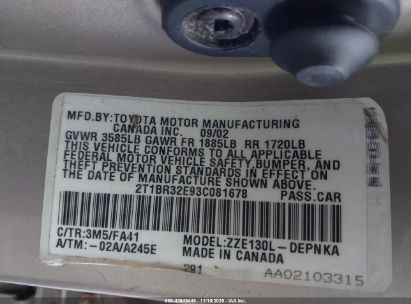 MFD.BY:TOYOTA MOTOR MANUFACTURING
CANADA INC. 09/02
GVWR 3585LB GAWR FR 1885LB RR 1720LB
THIS VEHICLE CONFORMS TO ALL APPLICABLE
FEDERAL MOTOR VEHICLE SAFETY,BUMPER, AND
THEFT PREVENTION STANDARDS IN EFFECT ON
THE DATE OF MANUFACTURE SHOWN ABOVE.
2T1BR32E93C081678 PASS.CAR
C/TR:3M5/FA41 MODEL:ZZE130L-DEPNKA
A/TM:-02A/A245E MADE IN CANADA
291 AA02103315